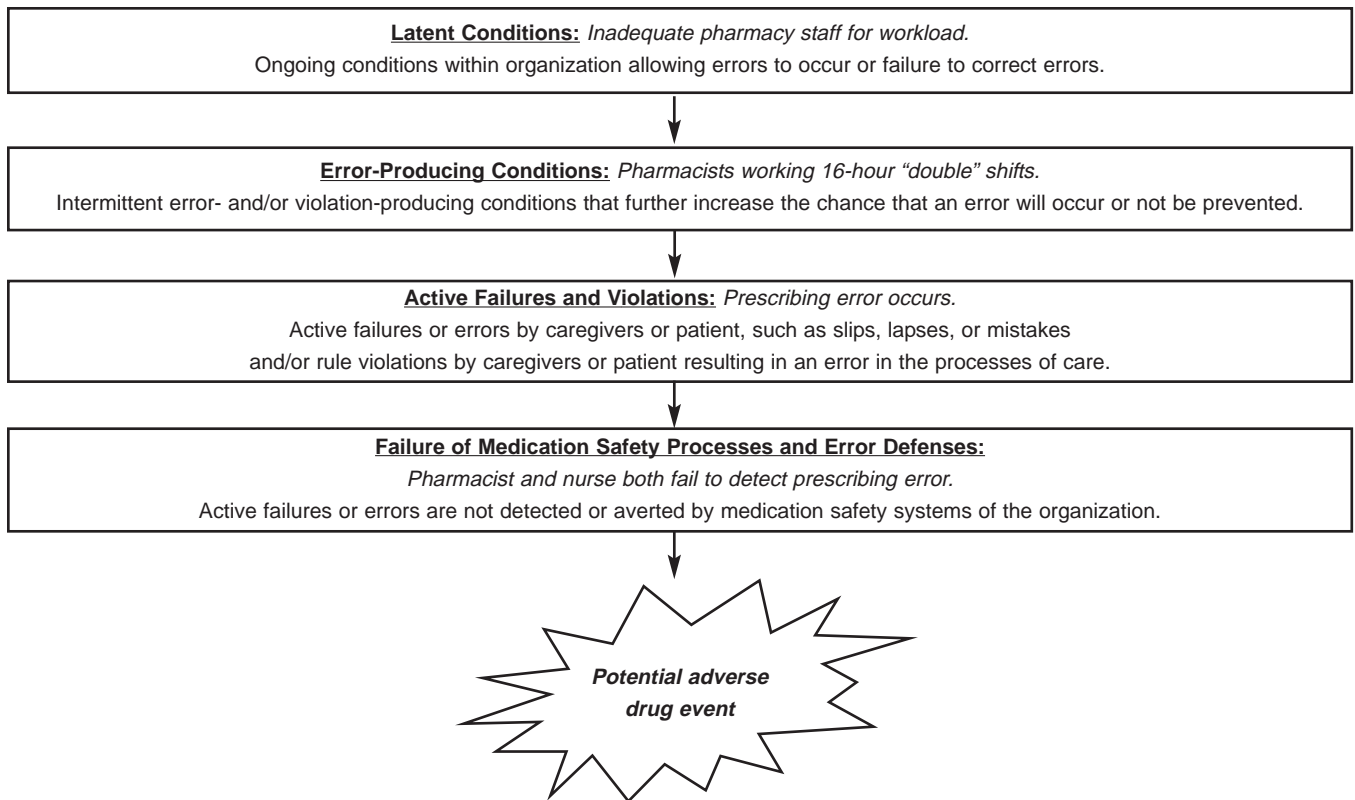 Latent Conditions: Inadequate pharmacy staff for workload.
Ongoing conditions within organization allowing errors to occur or failure to correct errors.
Error-Producing Conditions: Pharmacists working 16-hour “double” shifts.
Intermittent error- and/or violation-producing conditions that further increase the chance that an error will occur or not be prevented.
Active Failures and Violations: Prescribing error occurs.
Active failures or errors by caregivers or patient, such as slips, lapses, or mistakes
and/or rule violations by caregivers or patient resulting in an error in the processes of care.
Failure of Medication Safety Processes and Error Defenses:
Pharmacist and nurse both fail to detect prescribing error.
Active failures or errors are not detected or averted by medication safety systems of the organization.
Potential adverse
drug event